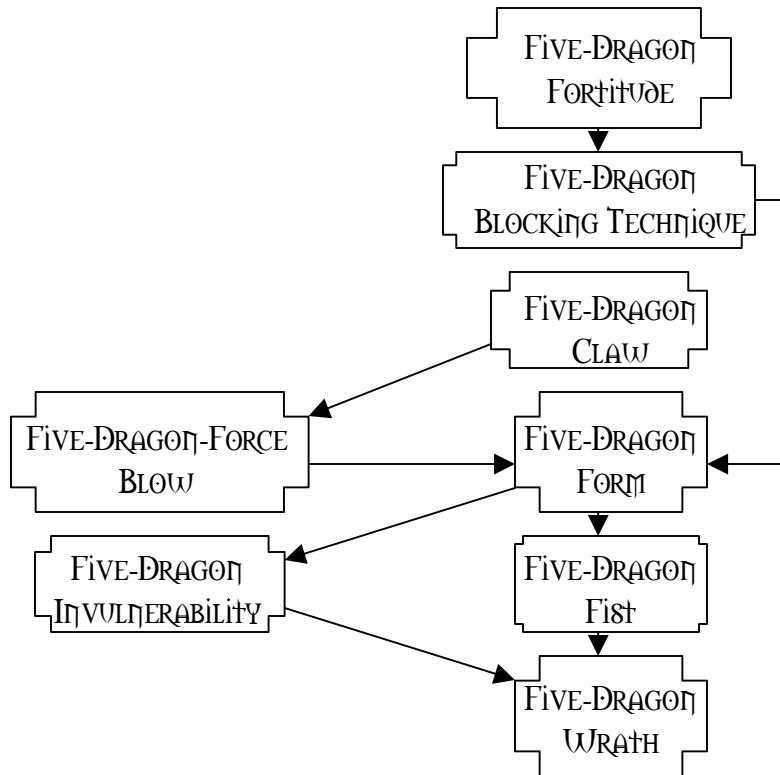 Five-Dragon
Fortitude
Five-Dragon
Blocking Technique
Five-Dragon
Claw
Five-Dragon-Force
Blow
Five-Dragon
Form
Five-Dragon
Invulnerability
Five-Dragon
Fist
Five-Dragon
Wrath